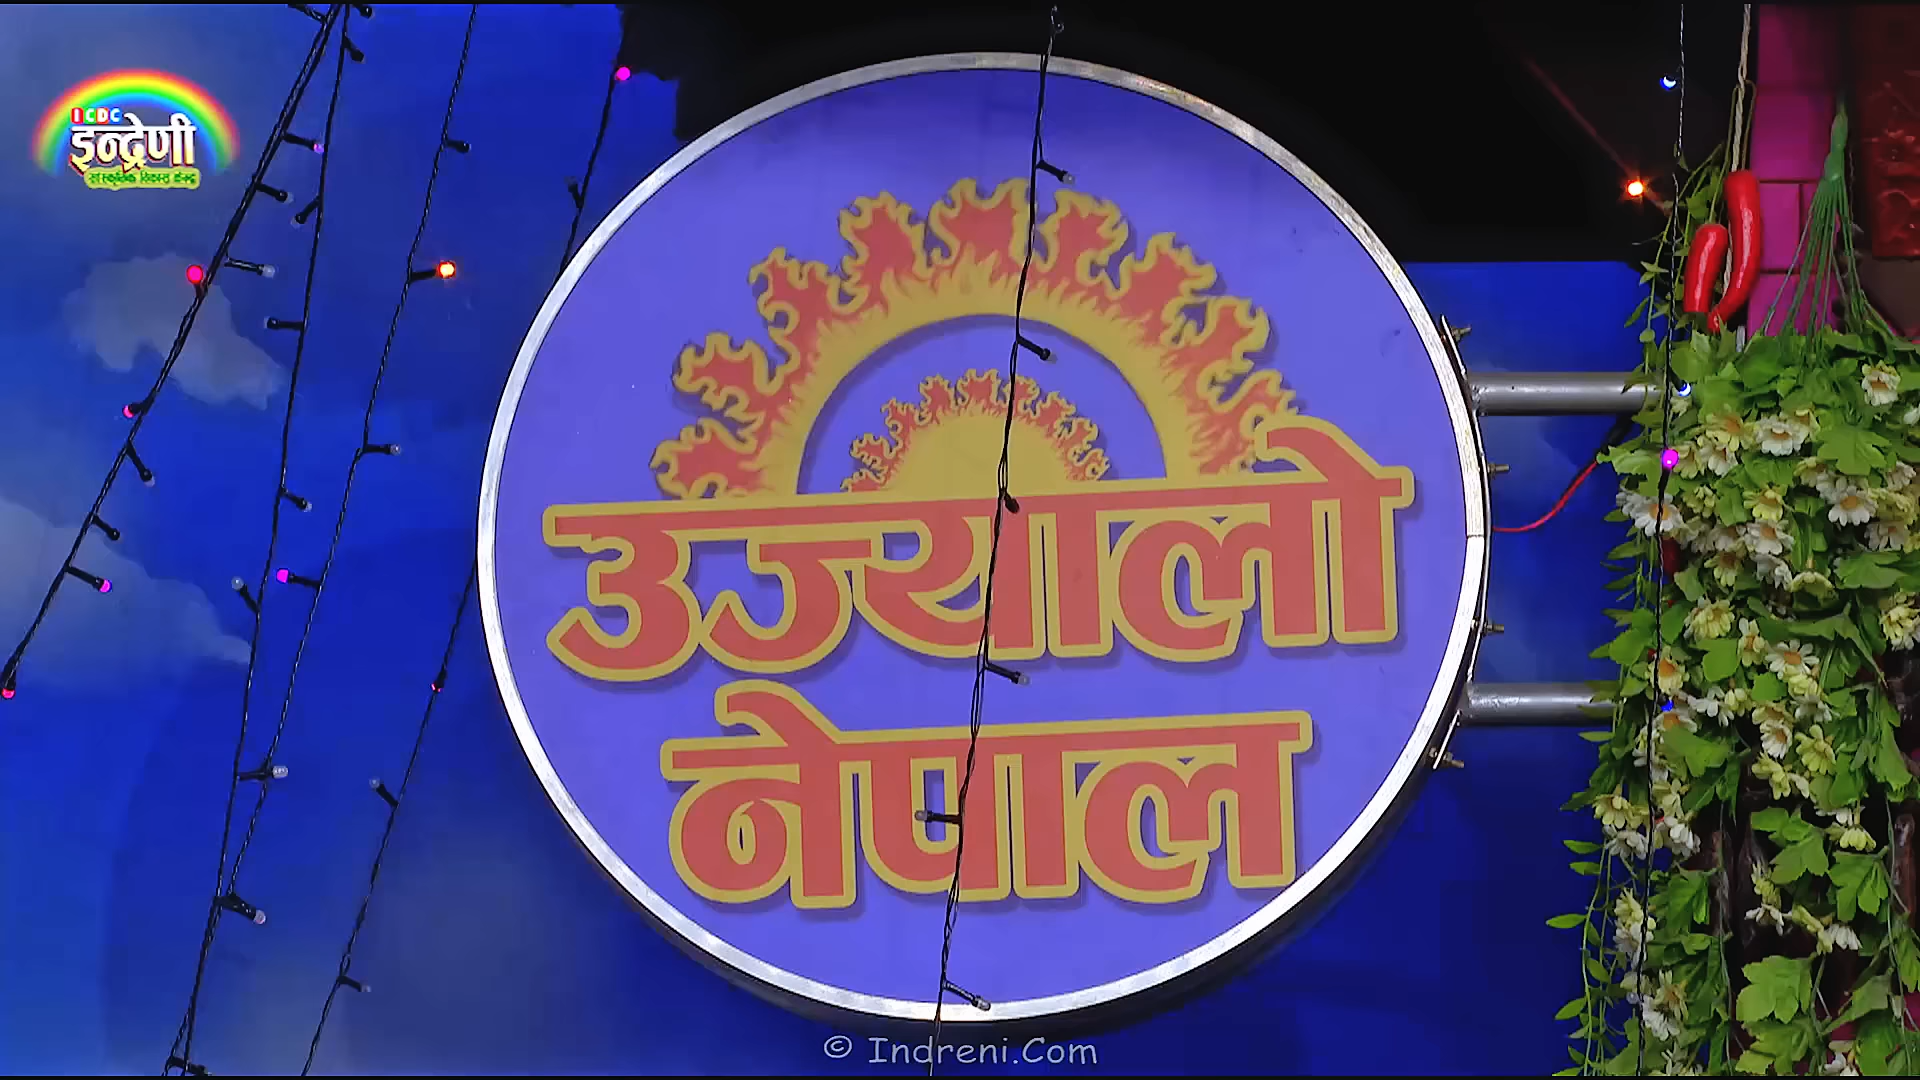 ICDC
इन्द्रेणी
सांस्कृतिक विकास केन्द्र
उज्यालो
नेपाल
© Indreni.Com